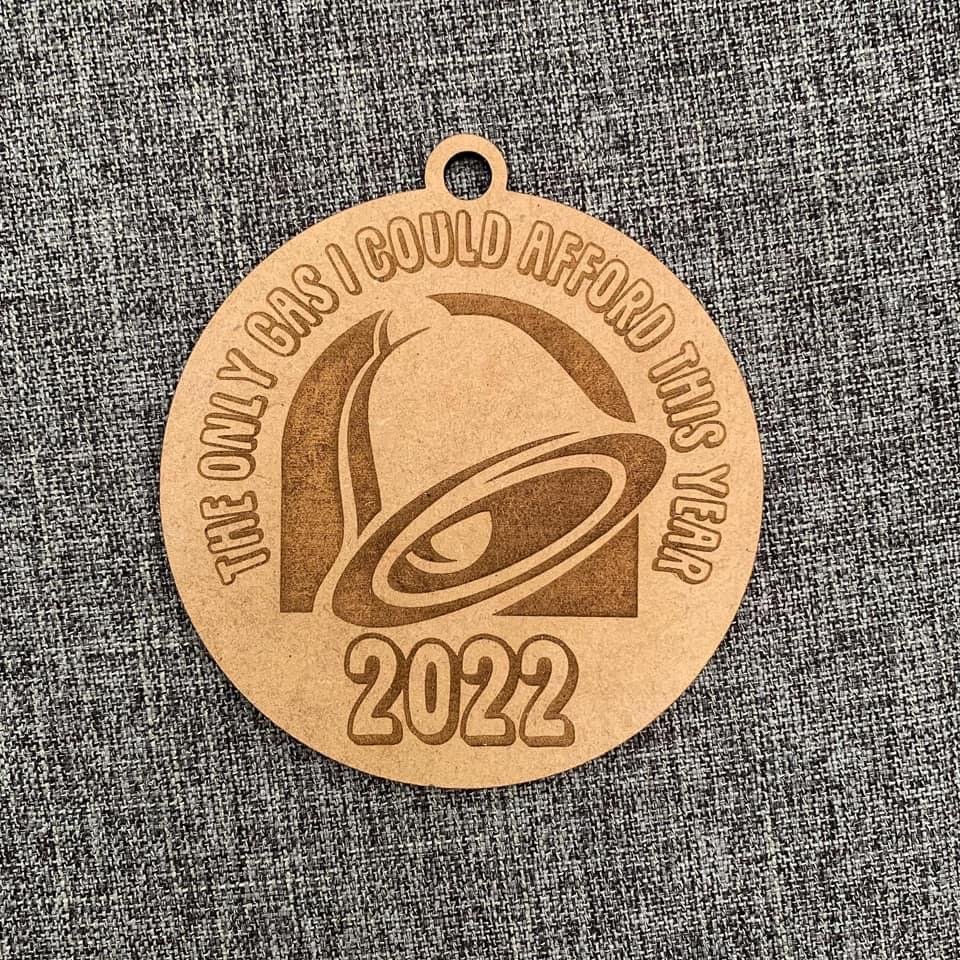 THE ONLY GAS I COULD AFFORD THIS YEAR
2022